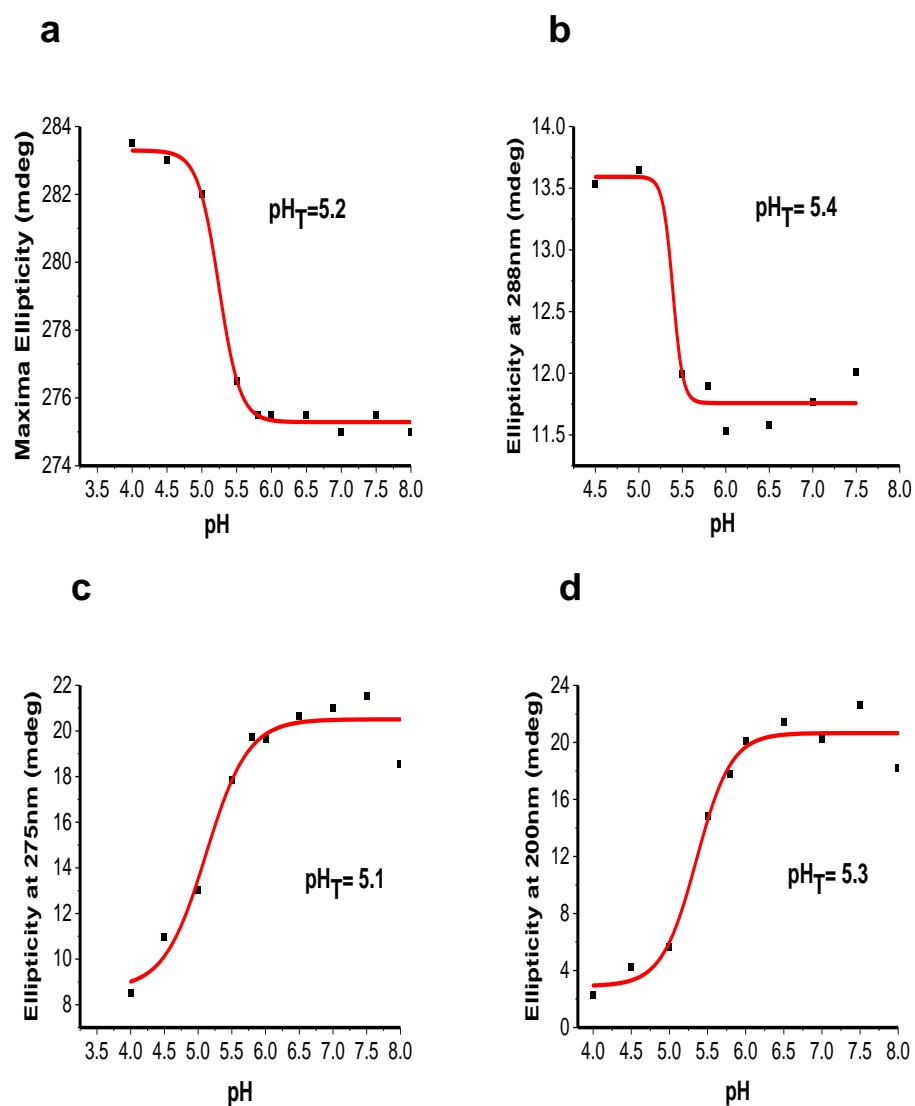 a
Maxima Ellipticity (mdeg)
284
282
280
278
276
274
pH_T=5.2
3.5 4.0 4.5 5.0 5.5 6.0 6.5 7.0 7.5 8.0
pH
b
Ellipticity at 288nm (mdeg)
14.0
13.5
13.0
12.5
12.0
11.5
pH_T= 5.4
4.5 5.0 5.5 6.0 6.5 7.0 7.5 8.0
pH
c
Ellipticity at 275nm (mdeg)
22
20
18
16
14
12
10
8
pH_T= 5.1
3.5 4.0 4.5 5.0 5.5 6.0 6.5 7.0 7.5 8.0
pH
d
Ellipticity at 200nm (mdeg)
24
20
16
12
8
4
0
pH_T= 5.3
4.0 4.5 5.0 5.5 6.0 6.5 7.0 7.5 8.0
pH